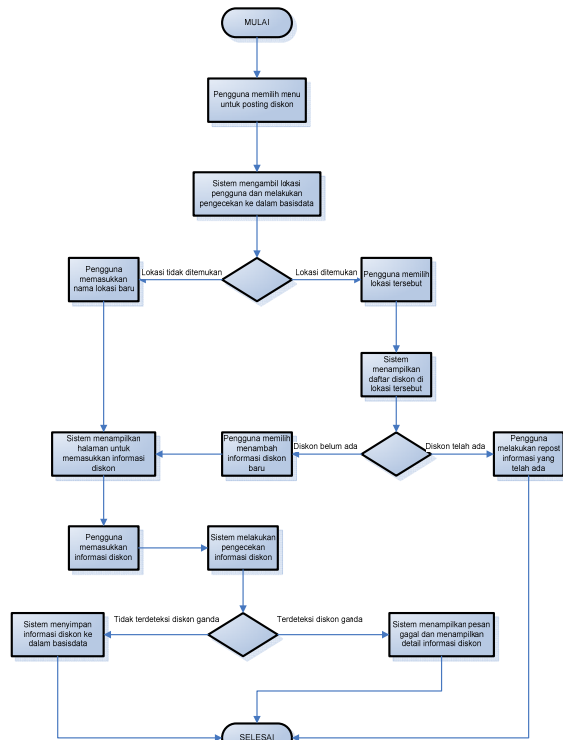 MULAI
Pengguna memilih menu
untuk posting diskon
Sistem mengambil lokasi
pengguna dan melakukan
pengecekan ke dalam basisdata
Pengguna
memasukkan
nama lokasi baru
Lokasi tidak ditemukan
Lokasi ditemukan
Pengguna memilih
lokasi tersebut
Sistem
menampilkan
daftar diskon di
lokasi tersebut
Sistem menampilkan
halaman untuk
memasukkan informasi
diskon
Pengguna memilih
menambah
informasi diskon
baru
Diskon belum ada
Diskon telah ada
Pengguna
melakukan repost
informasi yang
telah ada
Pengguna
memasukkan
informasi diskon
Sistem melakukan
pengecekan
informasi diskon
Sistem menyimpan
informasi diskon ke
dalam basisdata
Tidak terdeteksi diskon ganda
Terdeteksi diskon ganda
Sistem menampilkan pesan
gagal dan menampilkan
detail informasi diskon
SELESAI